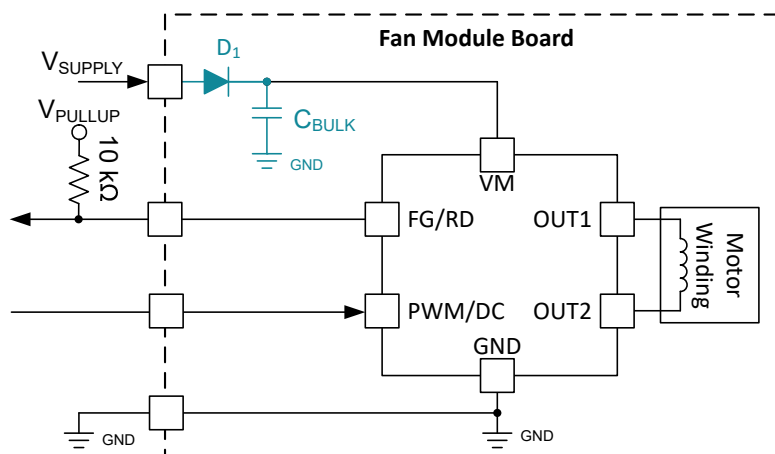 Fan Module Board
D1
VSUPPLY
VPULLUP
CBULK
GND
10 kΩ
VM
FG/RD
OUT1
Motor
Winding
PWM/DC
OUT2
GND
GND
GND